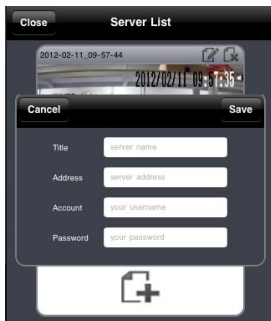 Close Server List
2012-02-11_09-57-44
2012/02/11 09:57:35
Cancel Save
Title server name
Address server address
Account your username
Password your password